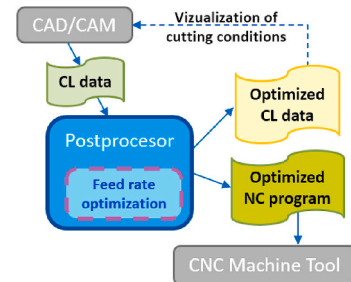 CAD/CAM
Vizualization of
cutting conditions
CL data
Optimized
CL data
Postprocesor
Feed rate
optimization
Optimized
NC program
CNC Machine Tool